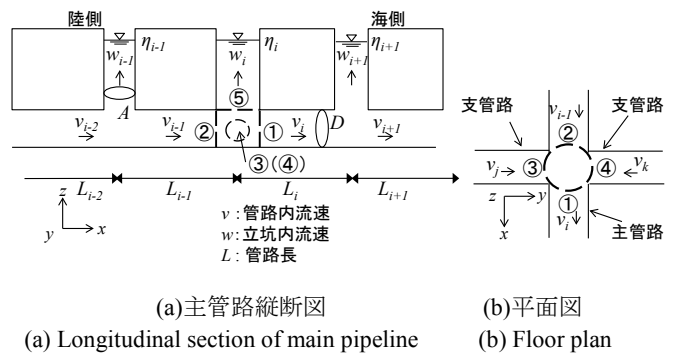 陸側 海側
η_{i-1} η_i η_{i+1}
w_{i-1} w_i w_{i+1}
A ⑤ D
v_{i-2} v_{i-1} ② ① v_i v_{i+1}
③(④)
L_{i-2} L_{i-1} L_i L_{i+1}
z
y x
v : 管路内流速
w : 立坑内流速
L : 管路長
支管路 v_{i-1} 支管路
②
v_j ③ ④ v_k
z y ①
x v_i 主管路
(a)主管路縦断図 (b)平面図
(a) Longitudinal section of main pipeline (b) Floor plan